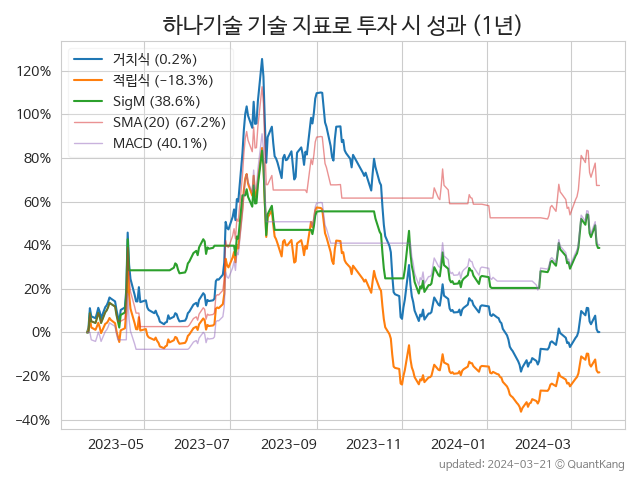 하나기술 기술 지표로 투자 시 성과 (1년)
거치식 (0.2%)
적립식 (−18.3%)
SigM (38.6%)
SMA(20) (67.2%)
MACD (40.1%)
120%
100%
80%
60%
40%
20%
0%
−20%
−40%
2023-05 2023-07 2023-09 2023-11 2024-01 2024-03
updated: 2024-03-21 © QuantKang